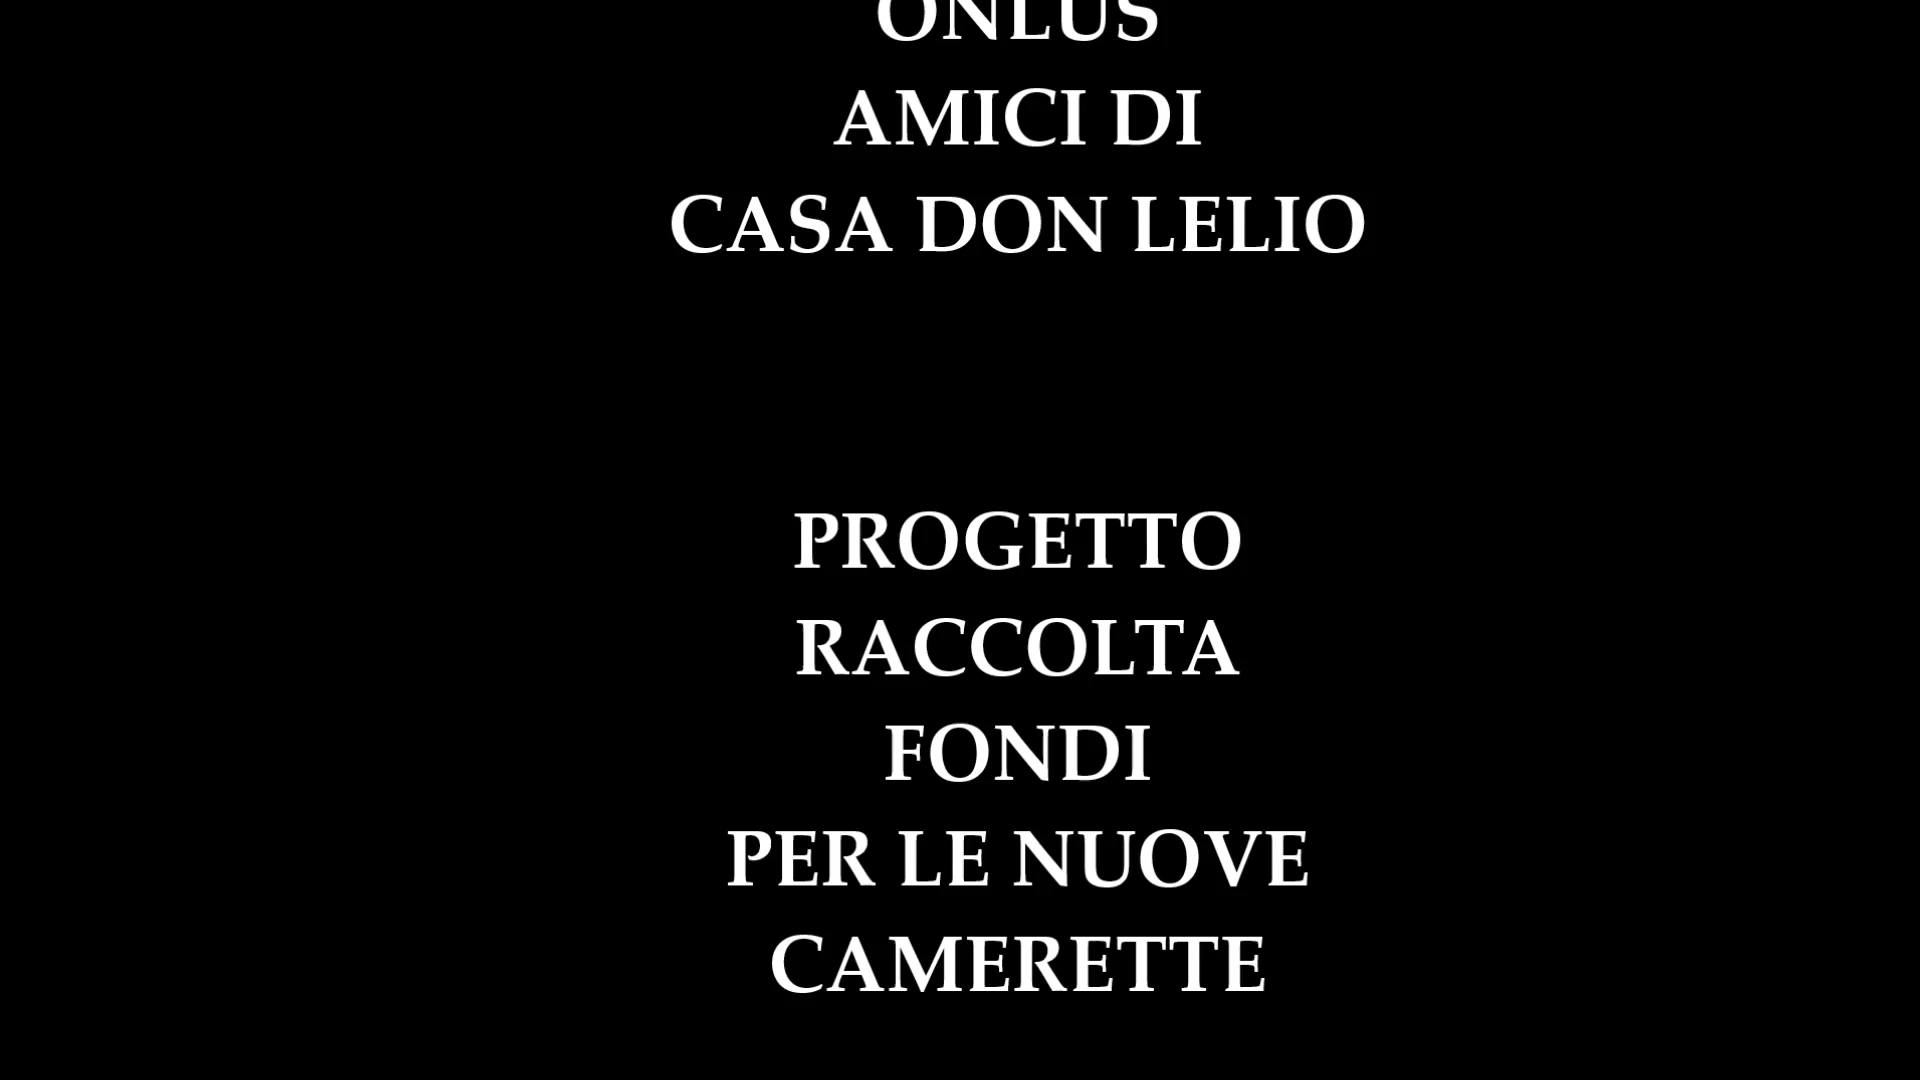 ONLUS
AMICI DI
CASA DON LELIO
PROGETTO
RACCOLTA
FONDI
PER LE NUOVE
CAMERETTE